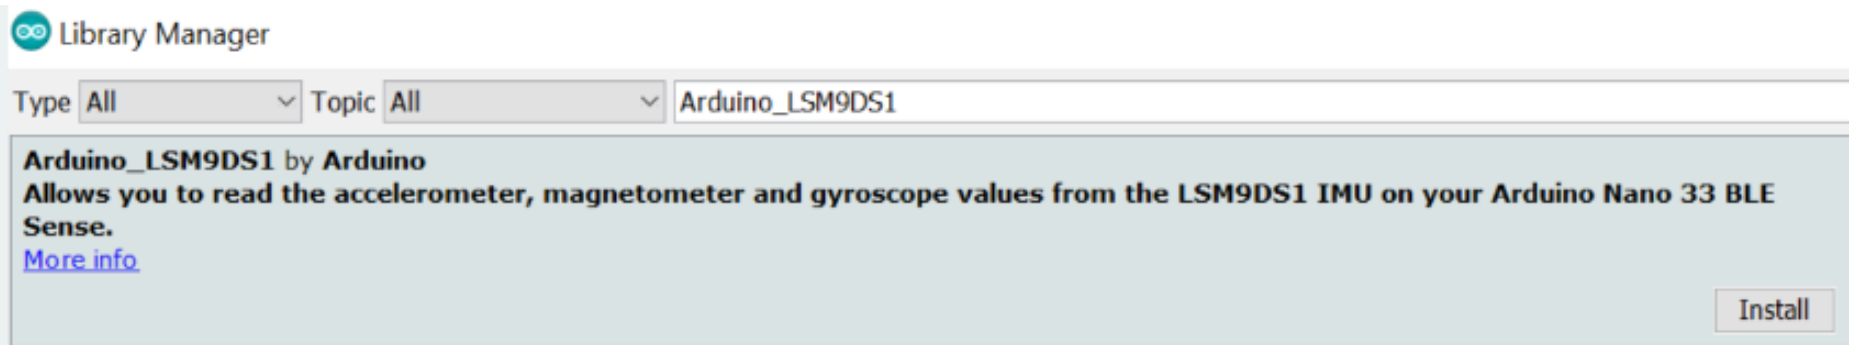 Library Manager
Type All Topic All Arduino_LSM9DS1
Arduino_LSM9DS1 by Arduino
Allows you to read the accelerometer, magnetometer and gyroscope values from the LSM9DS1 IMU on your Arduino Nano 33 BLE
Sense.
More info
Install